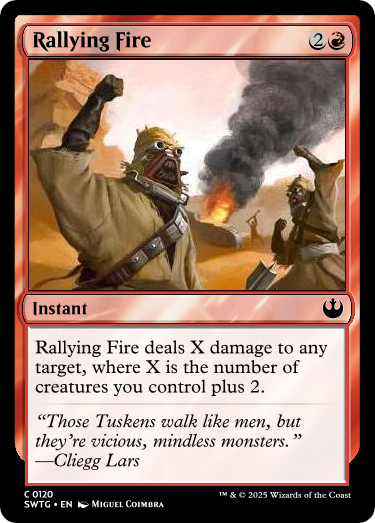 Rallying Fire 2
Instant
Rallying Fire deals X damage to any
target, where X is the number of
creatures you control plus 2.
“Those Tuskens walk like men, but
they’re vicious, mindless monsters.”
—Cliegg Lars
C 0120
SWTG • EN Miguel Coimbra
™ & © 2025 Wizards of the Coast